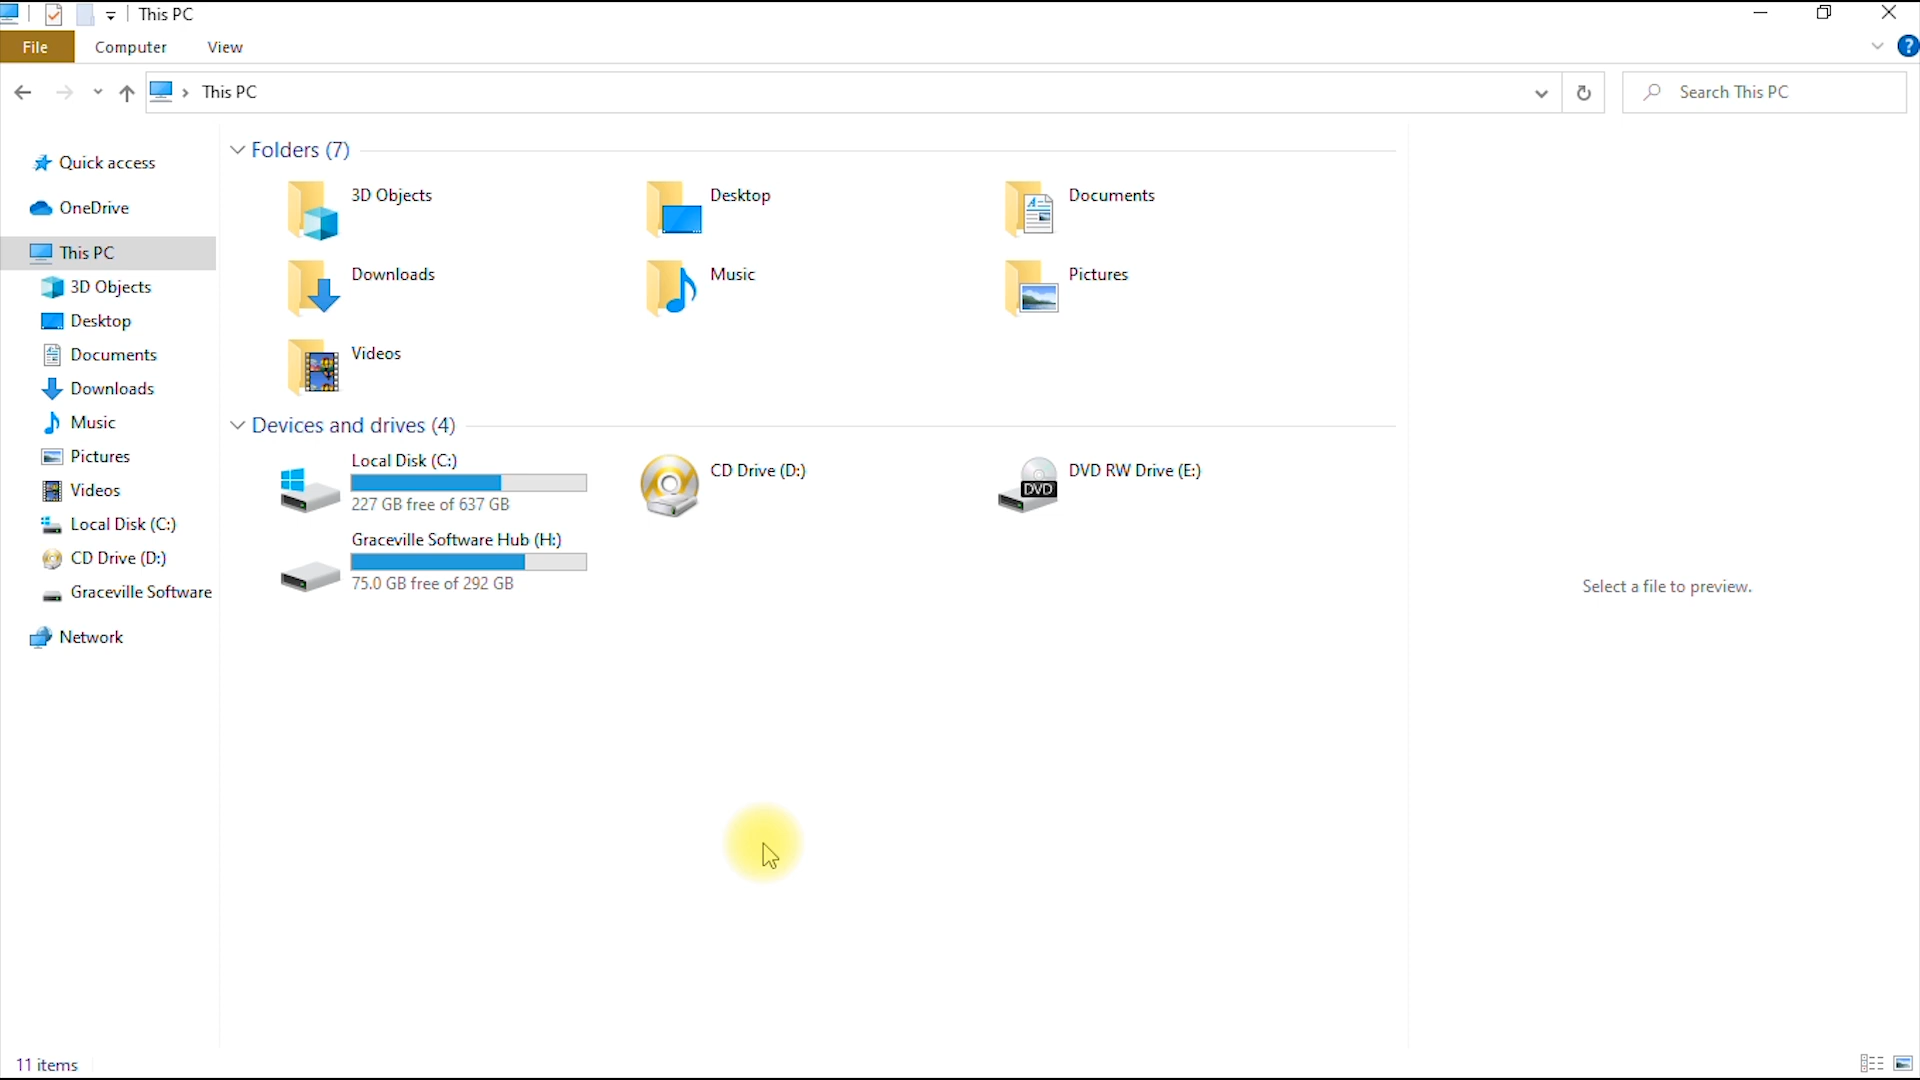 This PC
File Computer View
?
This PC
Search This PC
Quick access
OneDrive
This PC
3D Objects
Desktop
Documents
Downloads
Music
Pictures
Videos
Local Disk (C:)
CD Drive (D:)
Graceville Software
Network
Folders (7)
3D Objects
Desktop
Documents
Downloads
Music
Pictures
Videos
Devices and drives (4)
Local Disk (C:)
227 GB free of 637 GB
CD Drive (D:)
DVD
DVD RW Drive (E:)
Graceville Software Hub (H:)
75.0 GB free of 292 GB
Select a file to preview.
11 items